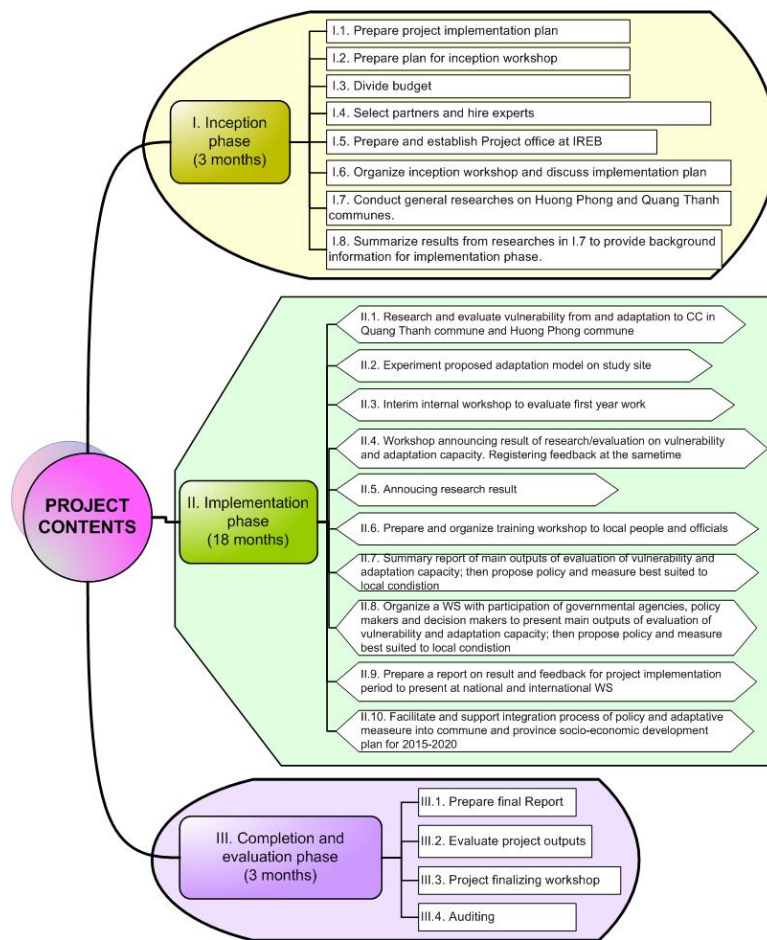 I. Inception
phase
(3 months)
I.1. Prepare project implementation plan
I.2. Prepare plan for inception workshop
I.3. Divide budget
I.4. Select partners and hire experts
I.5. Prepare and establish Project office at IREB
I.6. Organize inception workshop and discuss implementation plan
I.7. Conduct general researches on Huong Phong and Quang Thanh
communes.
I.8. Summarize results from researches in I.7 to provide background
information for implementation phase.
PROJECT
CONTENTS
II. Implementation
phase
(18 months)
II.1. Research and evaluate vulnerability from and adaptation to CC in
Quang Thanh commune and Huong Phong commune
II.2. Experiment proposed adaptation model on study site
II.3. Interim internal workshop to evaluate first year work
II.4. Workshop announcing result of research/evaluation on vulnerability
and adaptation capacity. Registering feedback at the sametime
II.5. Annoucing research result
II.6. Prepare and organize training workshop to local people and officials
II.7. Summary report of main outputs of evaluation of vulnerability and
adaptation capacity; then propose policy and measure best suited to
local condistion
II.8. Organize a WS with participation of governmental agencies, policy
makers and decision makers to present main outputs of evaluation of
vulnerability and adaptation capacity; then propose policy and measure
best suited to local condistion
II.9. Prepare a report on result and feedback for project implementation
period to present at national and international WS
II.10. Facilitate and support integration process of policy and adaptative
measeure into commune and province socio-economic development
plan for 2015-2020
III. Completion and
evaluation phase
(3 months)
III.1. Prepare final Report
III.2. Evaluate project outputs
III.3. Project finalizing workshop
III.4. Auditing